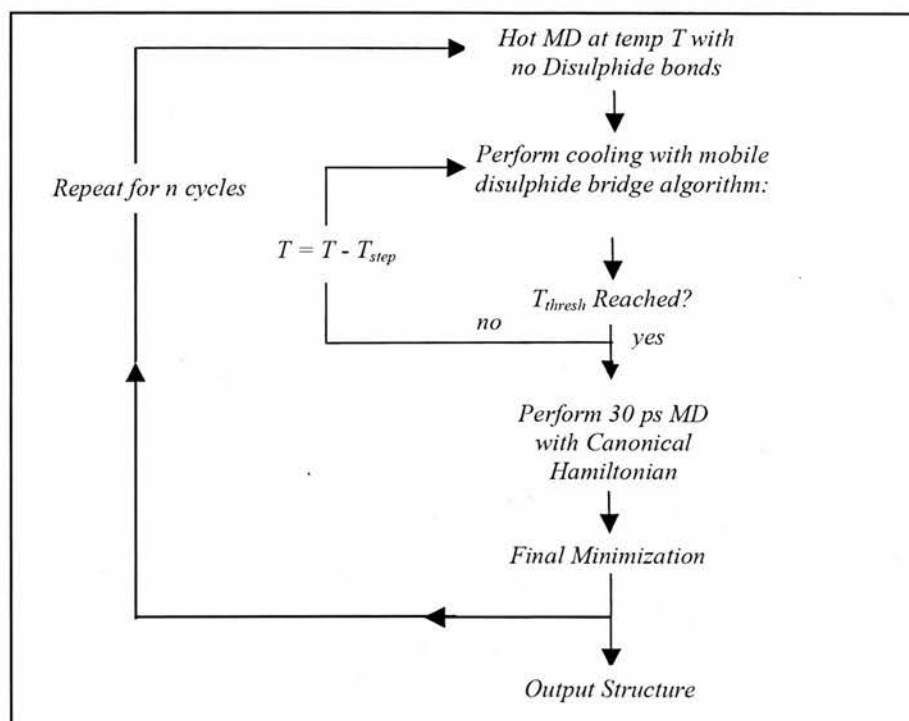 Hot MD at temp T with
no Disulphide bonds
Perform cooling with mobile
disulphide bridge algorithm:
Repeat for n cycles
T = T - Tstep
Tthresh Reached?
no
yes
Perform 30 ps MD
with Canonical
Hamiltonian
Final Minimization
Output Structure